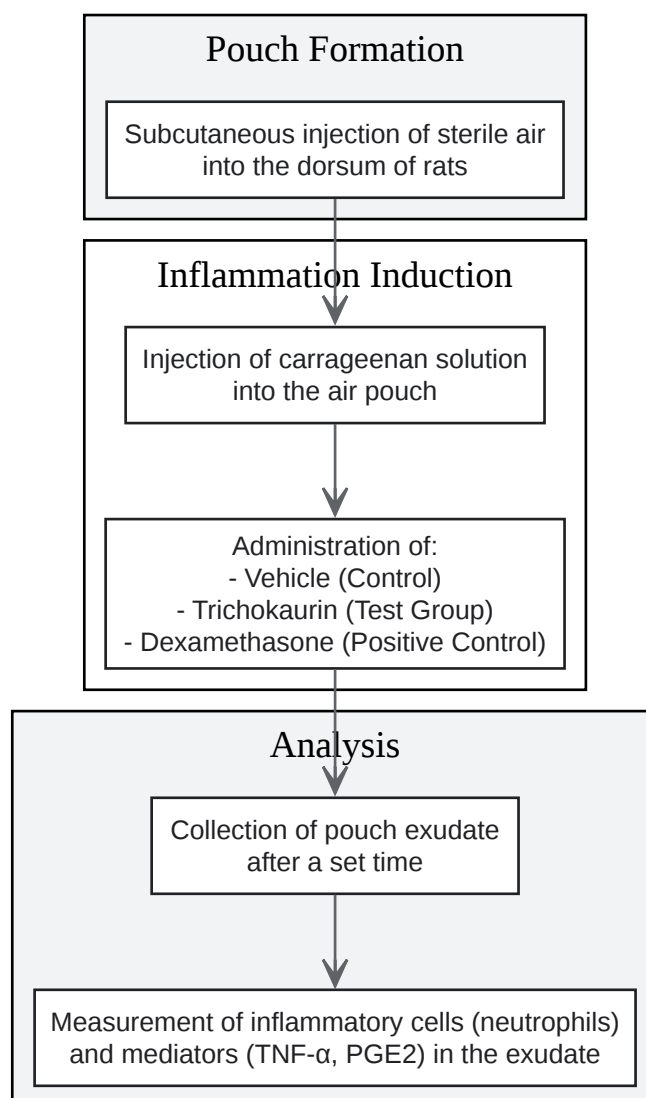 Pouch Formation
Subcutaneous injection of sterile air
into the dorsum of rats
Inflammation Induction
Injection of carrageenan solution
into the air pouch
Administration of:
- Vehicle (Control)
- Trichokaurin (Test Group)
- Dexamethasone (Positive Control)
Analysis
Collection of pouch exudate
after a set time
Measurement of inflammatory cells (neutrophils)
and mediators (TNF-α, PGE2) in the exudate